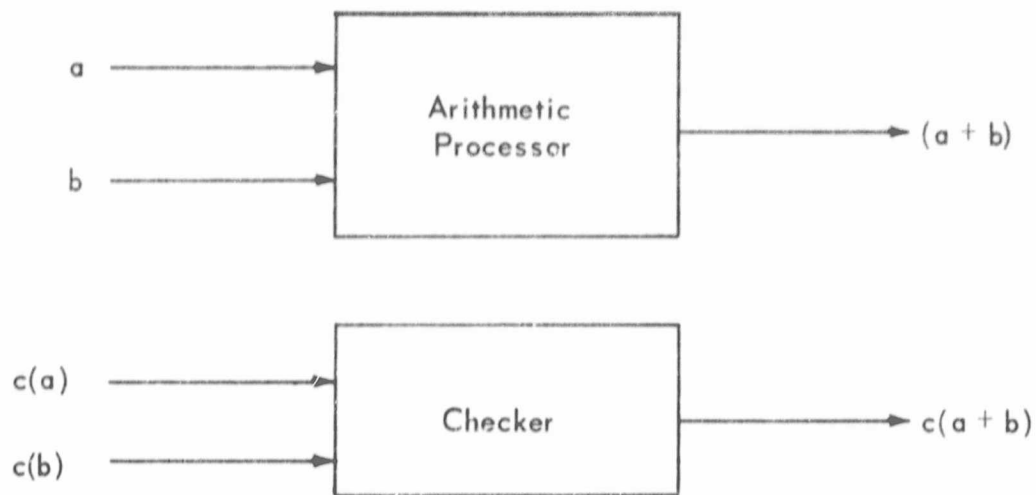 a
b
Arithmetic
Processor
(a + b)
c(a)
c(b)
Checker
c(a + b)